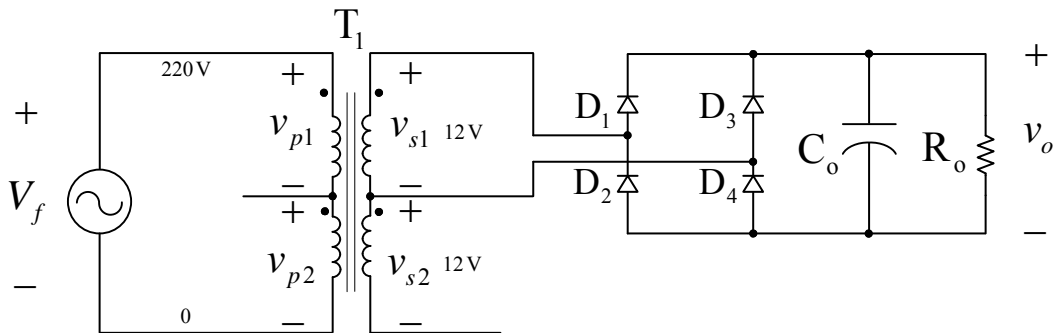 T1
220V
+
+
+
+
D1
D3
+
vp1
vs1
12V
Vf
Co
Ro
vo
−
−
D2
D4
+
+
−
vp2
vs2
12V
−
0
−
−